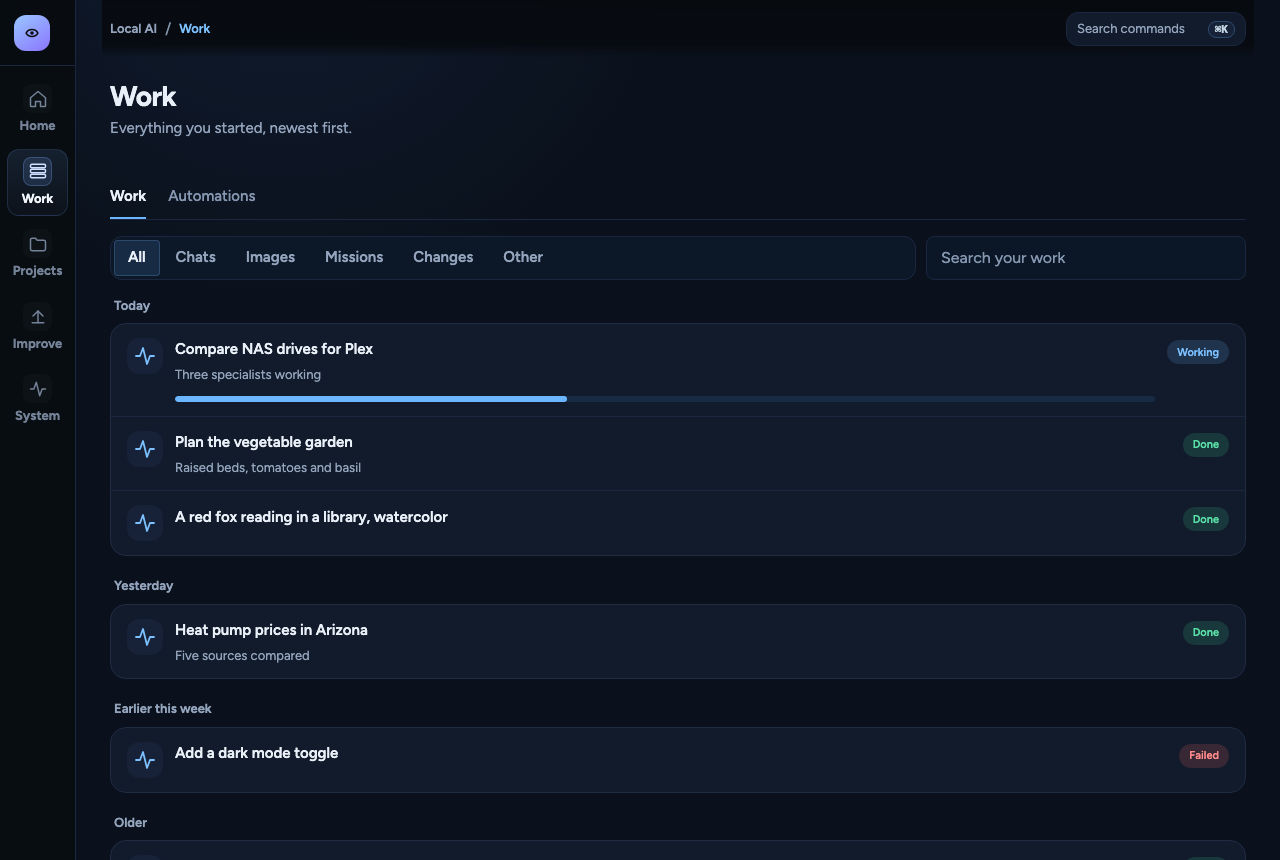 Local AI / Work
Search commands ⌘K
Home
Work
Projects
Improve
System
Work
Everything you started, newest first.
Work Automations
All Chats Images Missions Changes Other
Search your work
Today
Compare NAS drives for Plex
Working
Three specialists working
Plan the vegetable garden
Done
Raised beds, tomatoes and basil
A red fox reading in a library, watercolor
Done
Yesterday
Heat pump prices in Arizona
Done
Five sources compared
Earlier this week
Add a dark mode toggle
Failed
Older